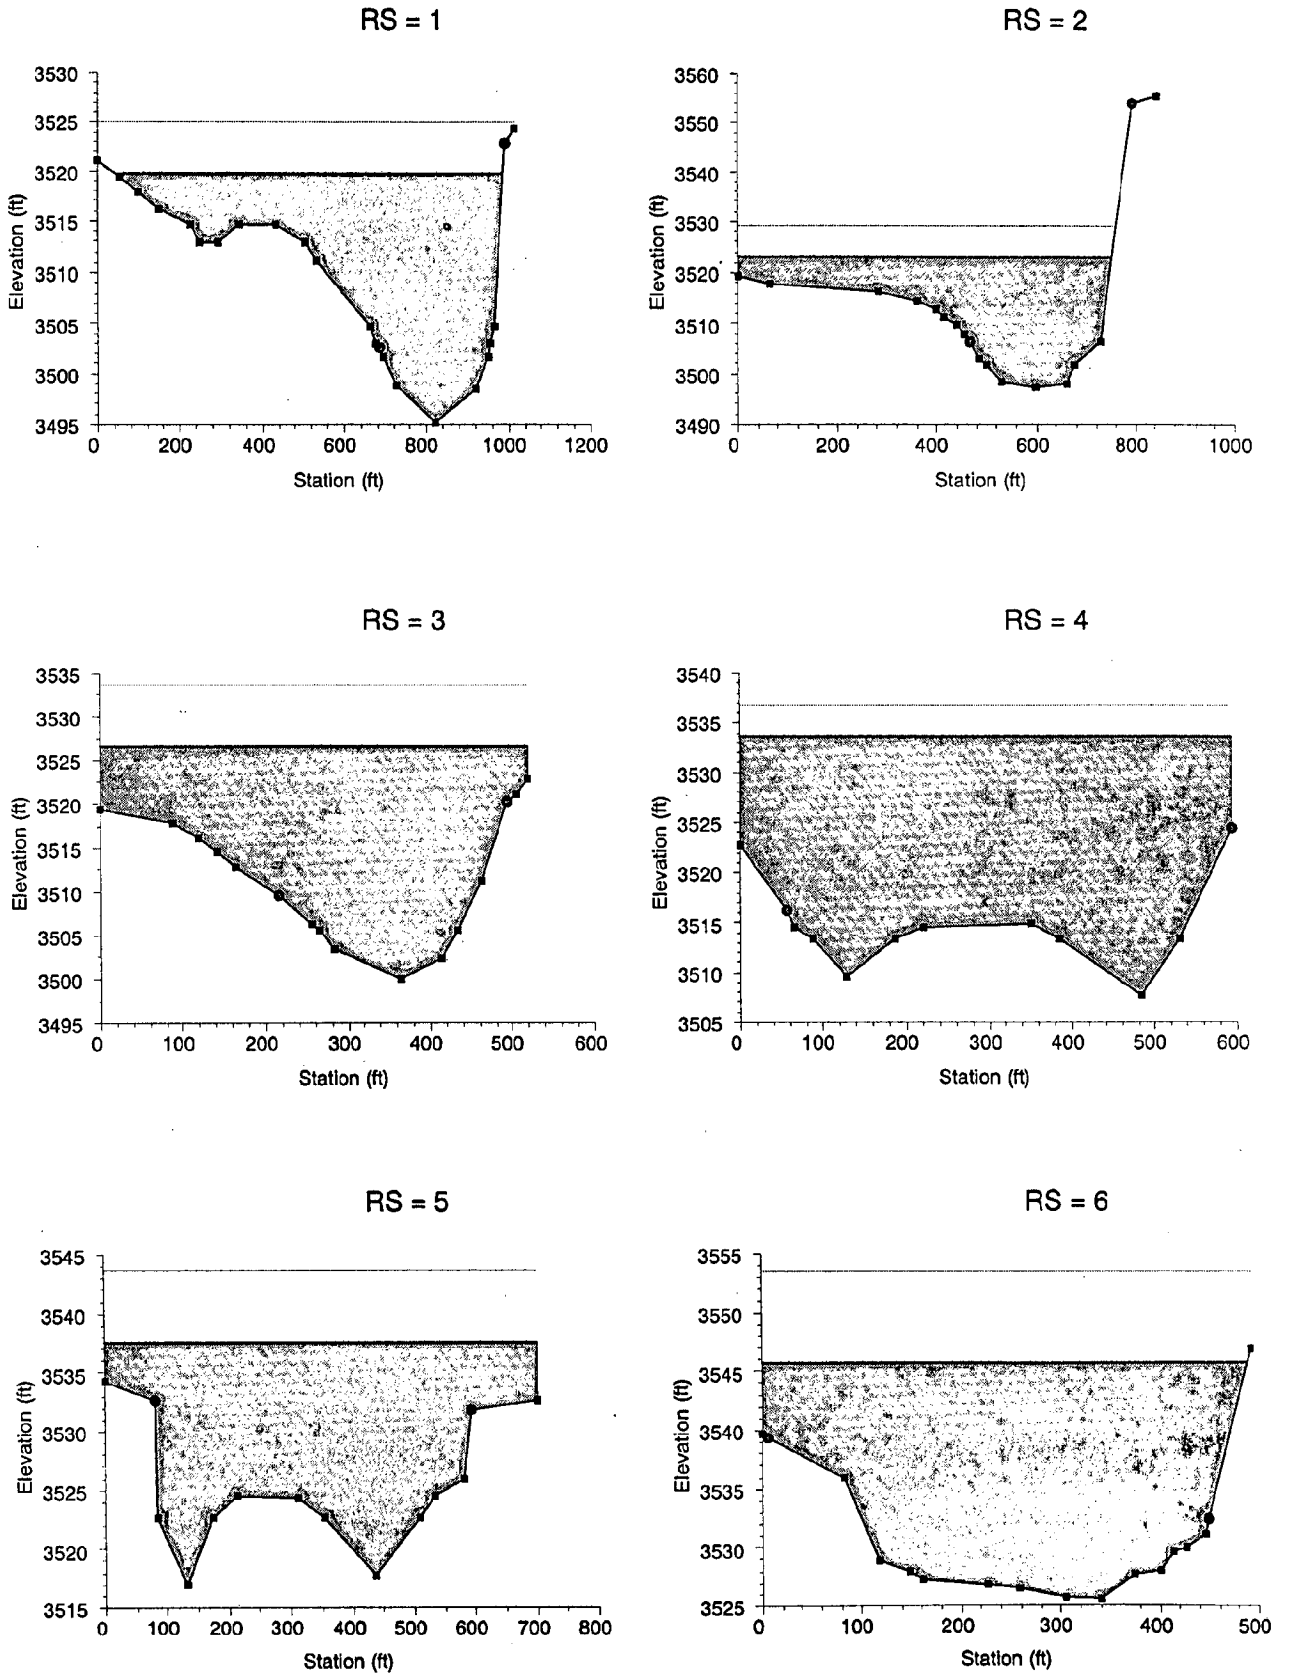 RS = 1
RS = 2
3530
3525
3520
3515
3510
3505
3500
3495
Elevation (ft)
0 200 400 600 800 1000 1200
Station (ft)
3560
3550
3540
3530
3520
3510
3500
3490
Elevation (ft)
0 200 400 600 800 1000
Station (ft)
RS = 3
RS = 4
3535
3530
3525
3520
3515
3510
3505
3500
3495
Elevation (ft)
0 100 200 300 400 500 600
Station (ft)
3540
3535
3530
3525
3520
3515
3510
3505
Elevation (ft)
0 100 200 300 400 500 600
Station (ft)
RS = 5
RS = 6
3545
3540
3535
3530
3525
3520
3515
Elevation (ft)
0 100 200 300 400 500 600 700 800
Station (ft)
3555
3550
3545
3540
3535
3530
3525
Elevation (ft)
0 100 200 300 400 500
Station (ft)